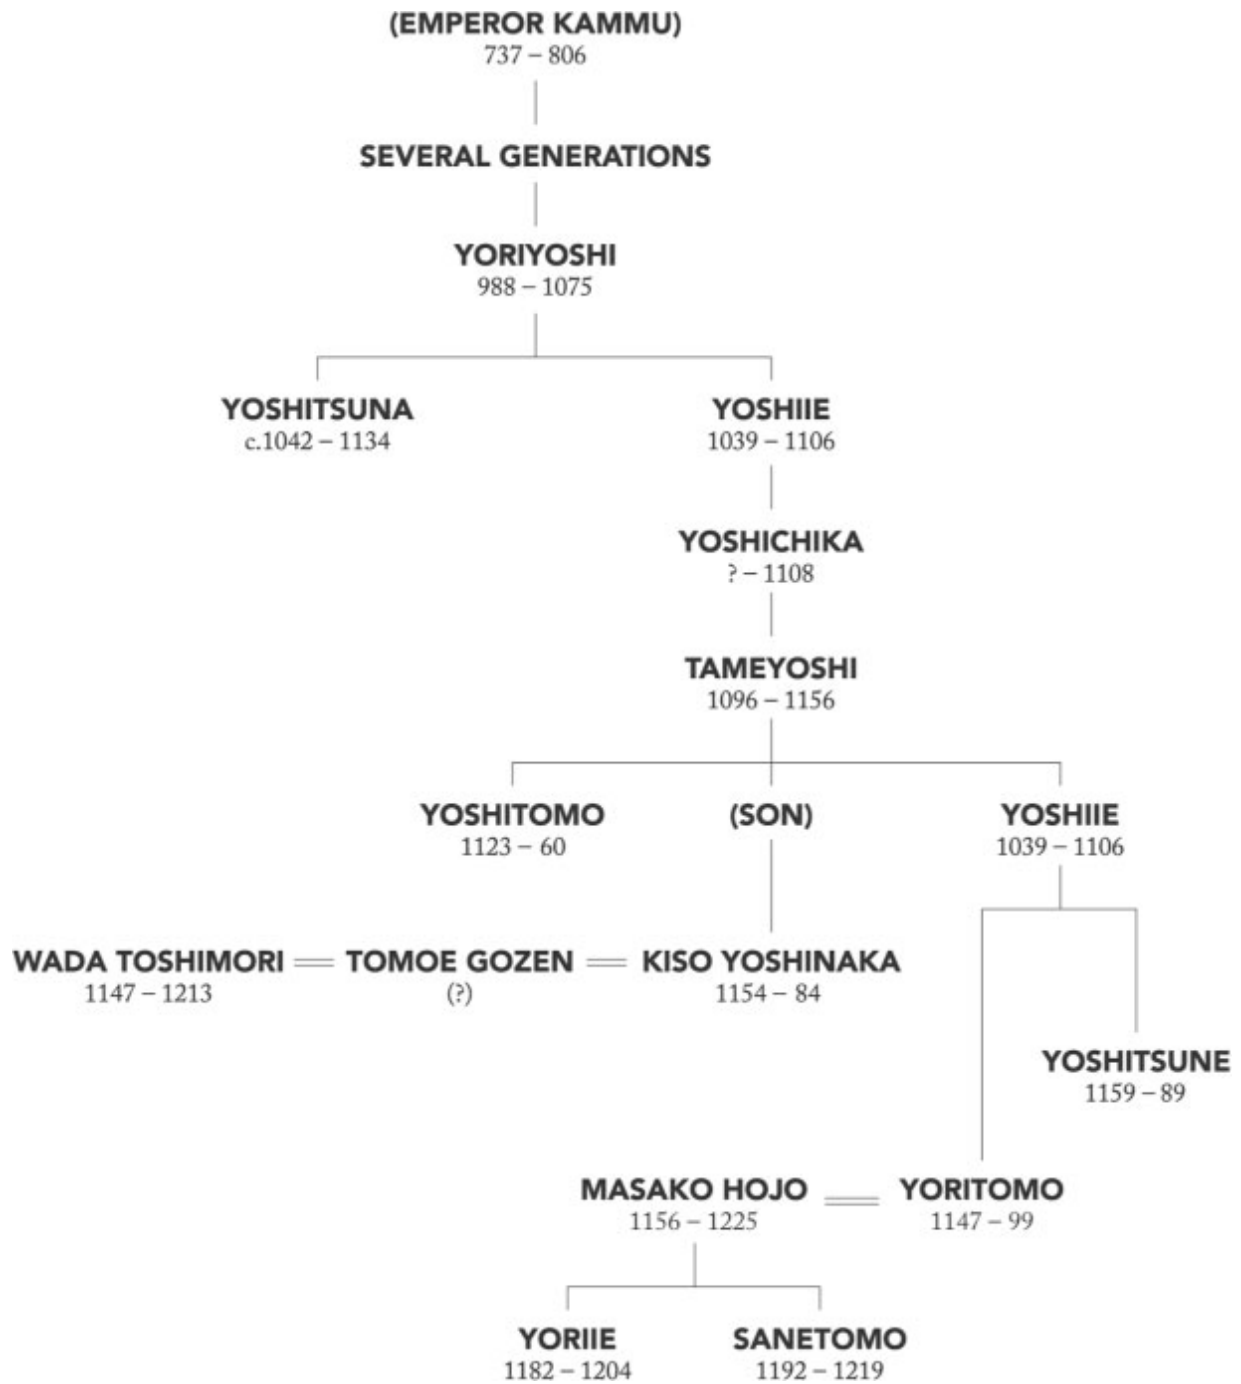 (EMPEROR KAMMU)
737 – 806
SEVERAL GENERATIONS
YORIYOSHI
988 – 1075
YOSHITSUNA
c.1042 – 1134
YOSHIIE
1039 – 1106
YOSHICHIKA
? – 1108
TAMEYOSHI
1096 – 1156
YOSHITOMO
1123 – 60
(SON)
YOSHIIE
1039 – 1106
WADA TOSHIMORI
1147 – 1213
TOMOE GOZEN
(?)
KISO YOSHINAKA
1154 – 84
YOSHITSUNE
1159 – 89
MASAKO HOJO
1156 – 1225
YORITOMO
1147 – 99
YORIIE
1182 – 1204
SANETOMO
1192 – 1219